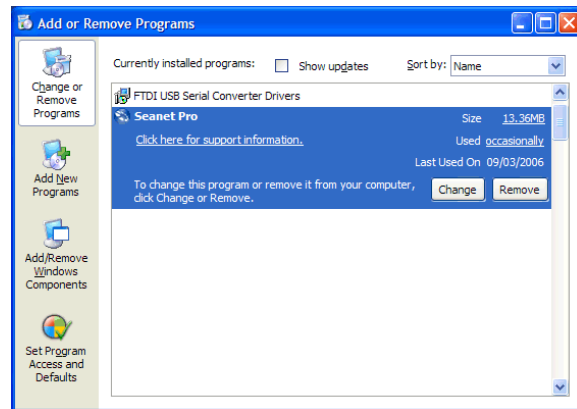 Add or Remove Programs
Change or
Remove
Programs
Add New
Programs
Add/Remove
Windows
Components
Set Program
Access and
Defaults
Currently installed programs:
Show updates
Sort by: Name
FTDI USB Serial Converter Drivers
Seanet Pro
Size 13.36MB
Click here for support information.
Used occasionally
Last Used On 09/03/2006
To change this program or remove it from your computer,
click Change or Remove.
Change Remove